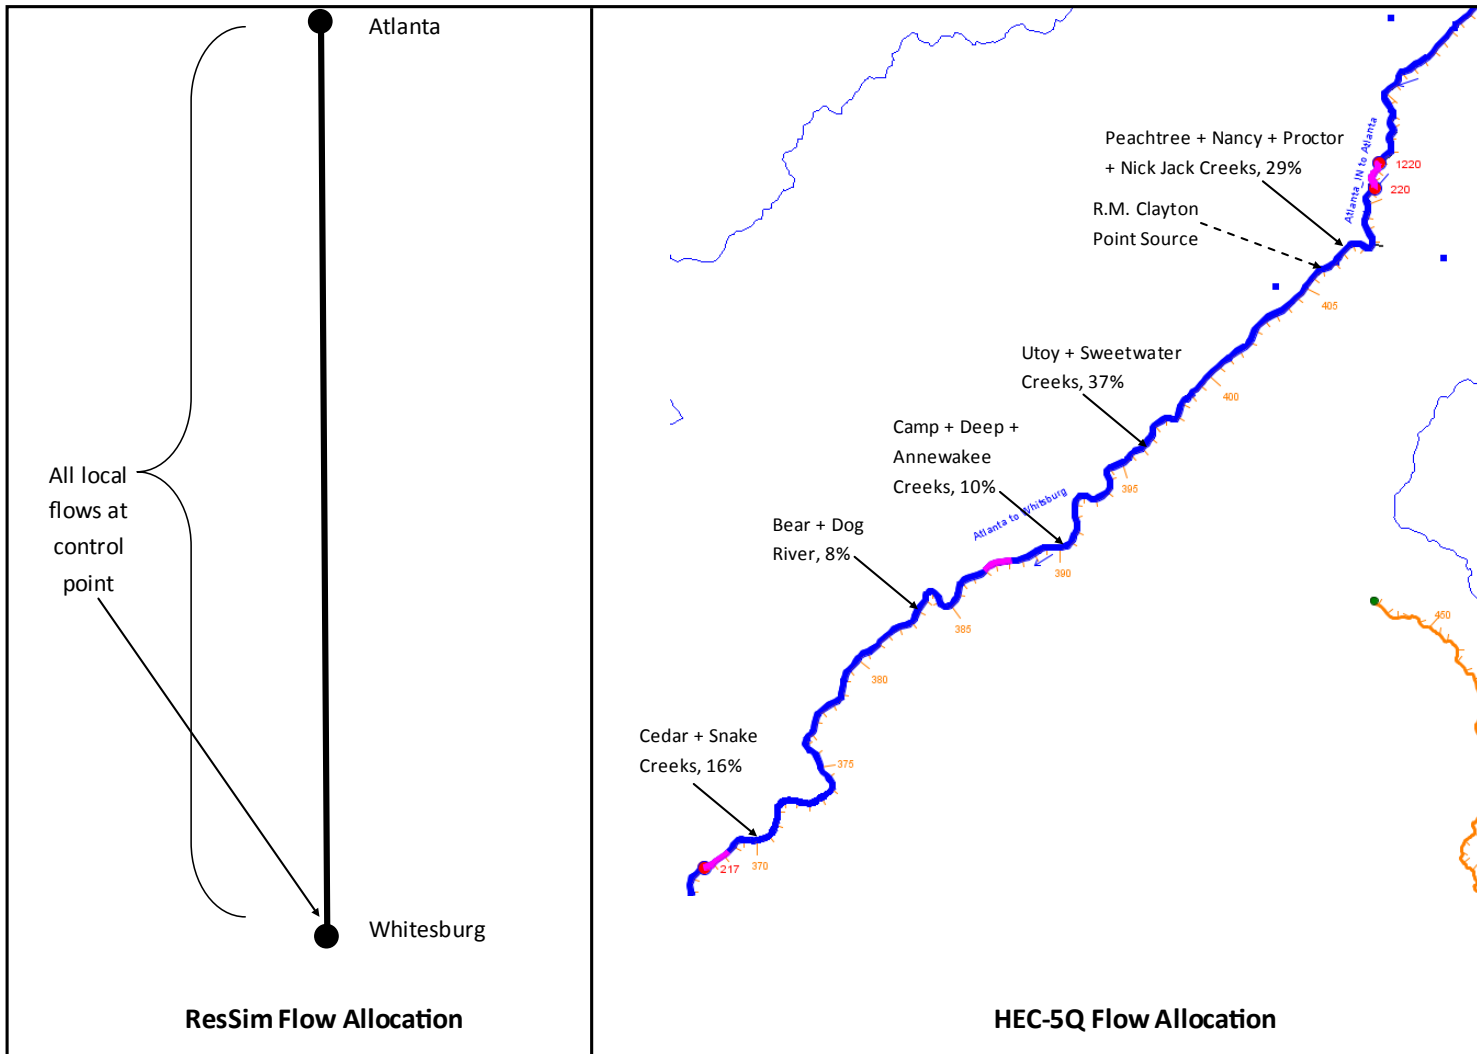 Atlanta
All local
flows at
control
point
Whitesburg
ResSim Flow Allocation
Peachtree + Nancy + Proctor
+ Nick Jack Creeks, 29%
R.M. Clayton
Point Source
Atlanta_IN to Atlanta
1220
220
405
Utoy + Sweetwater
Creeks, 37%
400
Camp + Deep +
Annewakee
Creeks, 10%
395
Atlanta to Whitsburg
Bear + Dog
River, 8%
390
385
450
380
Cedar + Snake
Creeks, 16%
375
370
217
HEC-5Q Flow Allocation